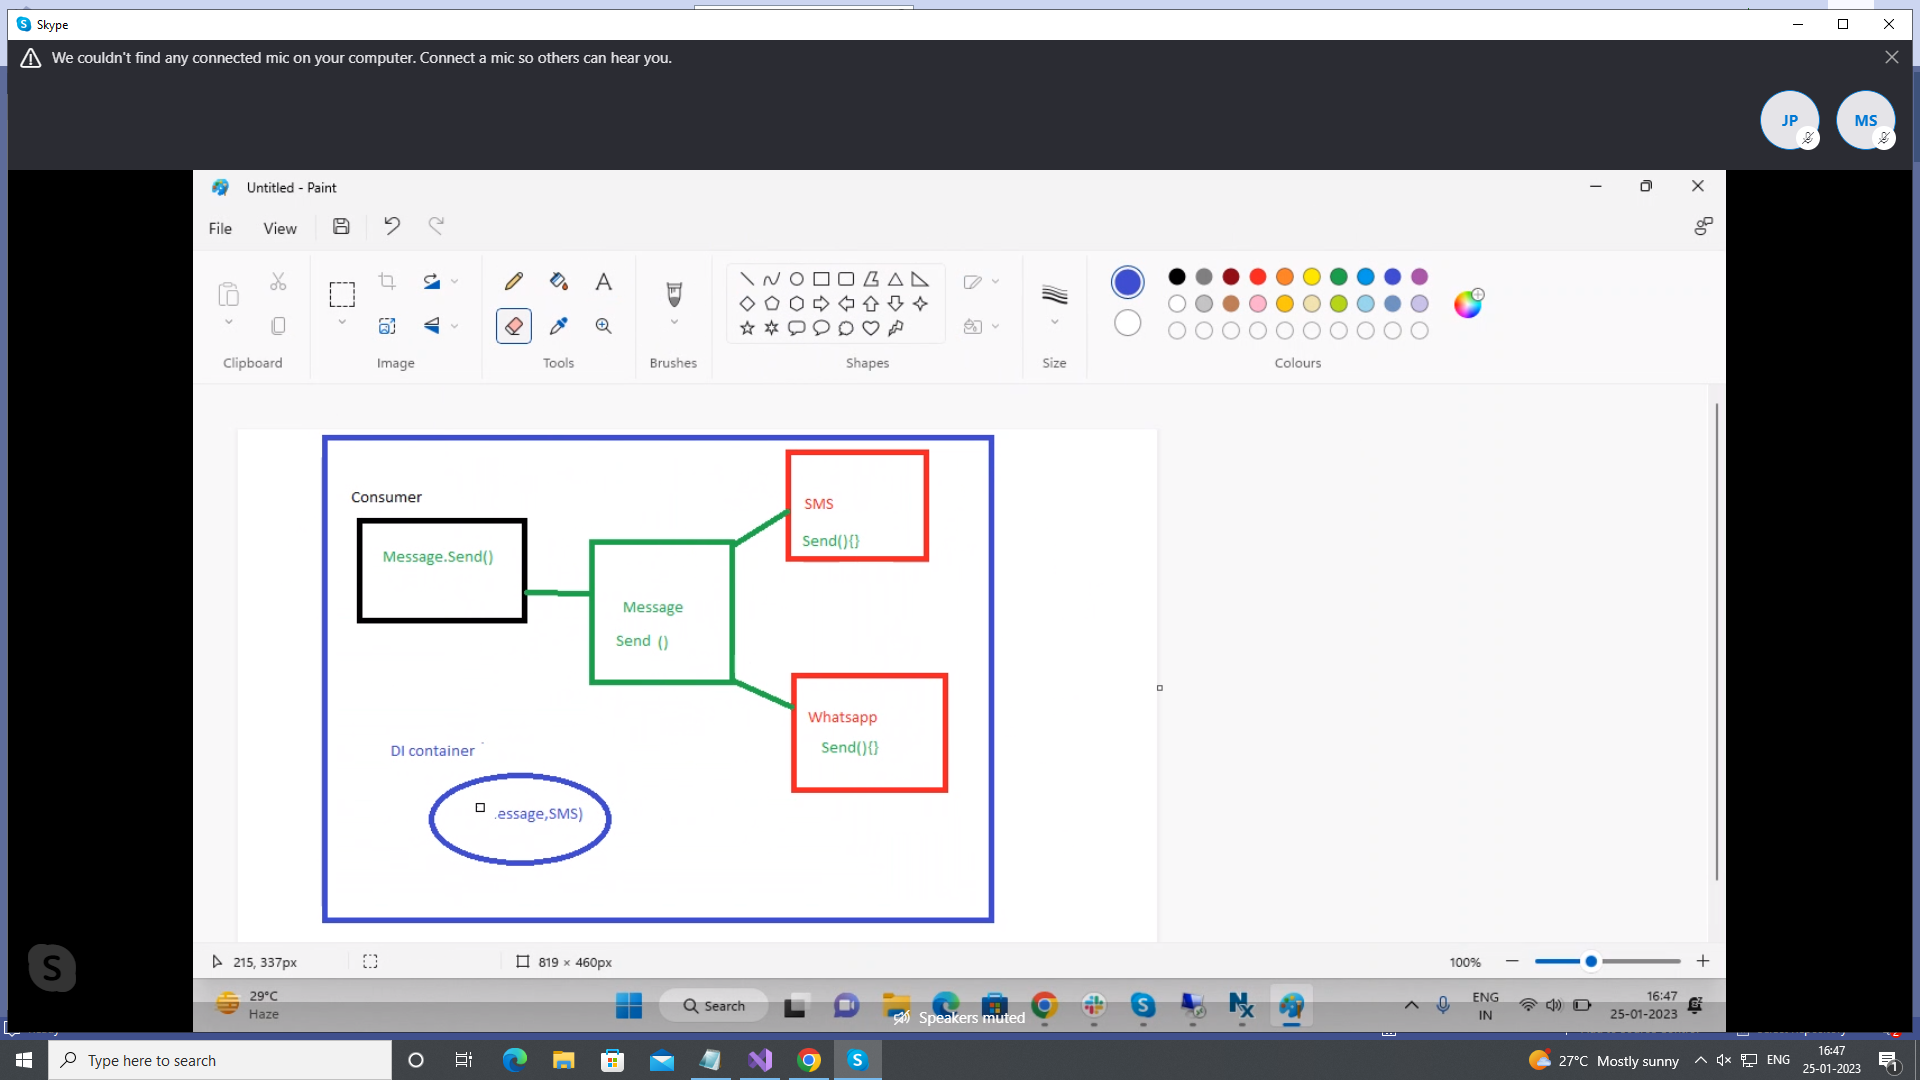 Skype
We couldn't find any connected mic on your computer. Connect a mic so others can hear you.
JP
MS
Untitled - Paint
File
View
Clipboard
Image
Tools
Brushes
Shapes
Size
Colours
Consumer
Message.Send()
SMS
Send(){}
Message
Send ()
Whatsapp
Send(){}
DI container
.essage,SMS)
215, 337px
819 × 460px
100%
29°C
Haze
Search
Speakers muted
ENG
IN
16:47
25-01-2023
Type here to search
27°C Mostly sunny
ENG
16:47
25-01-2023
1